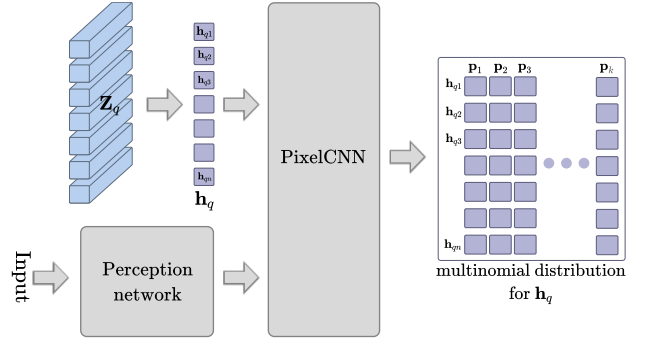 Z_q
h_q1
h_q2
h_q3
h_qn
h_q
Input
Perception
network
PixelCNN
p_1 p_2 p_3 p_k
h_q1
h_q2
h_q3
h_qn
multinomial distribution
for h_q